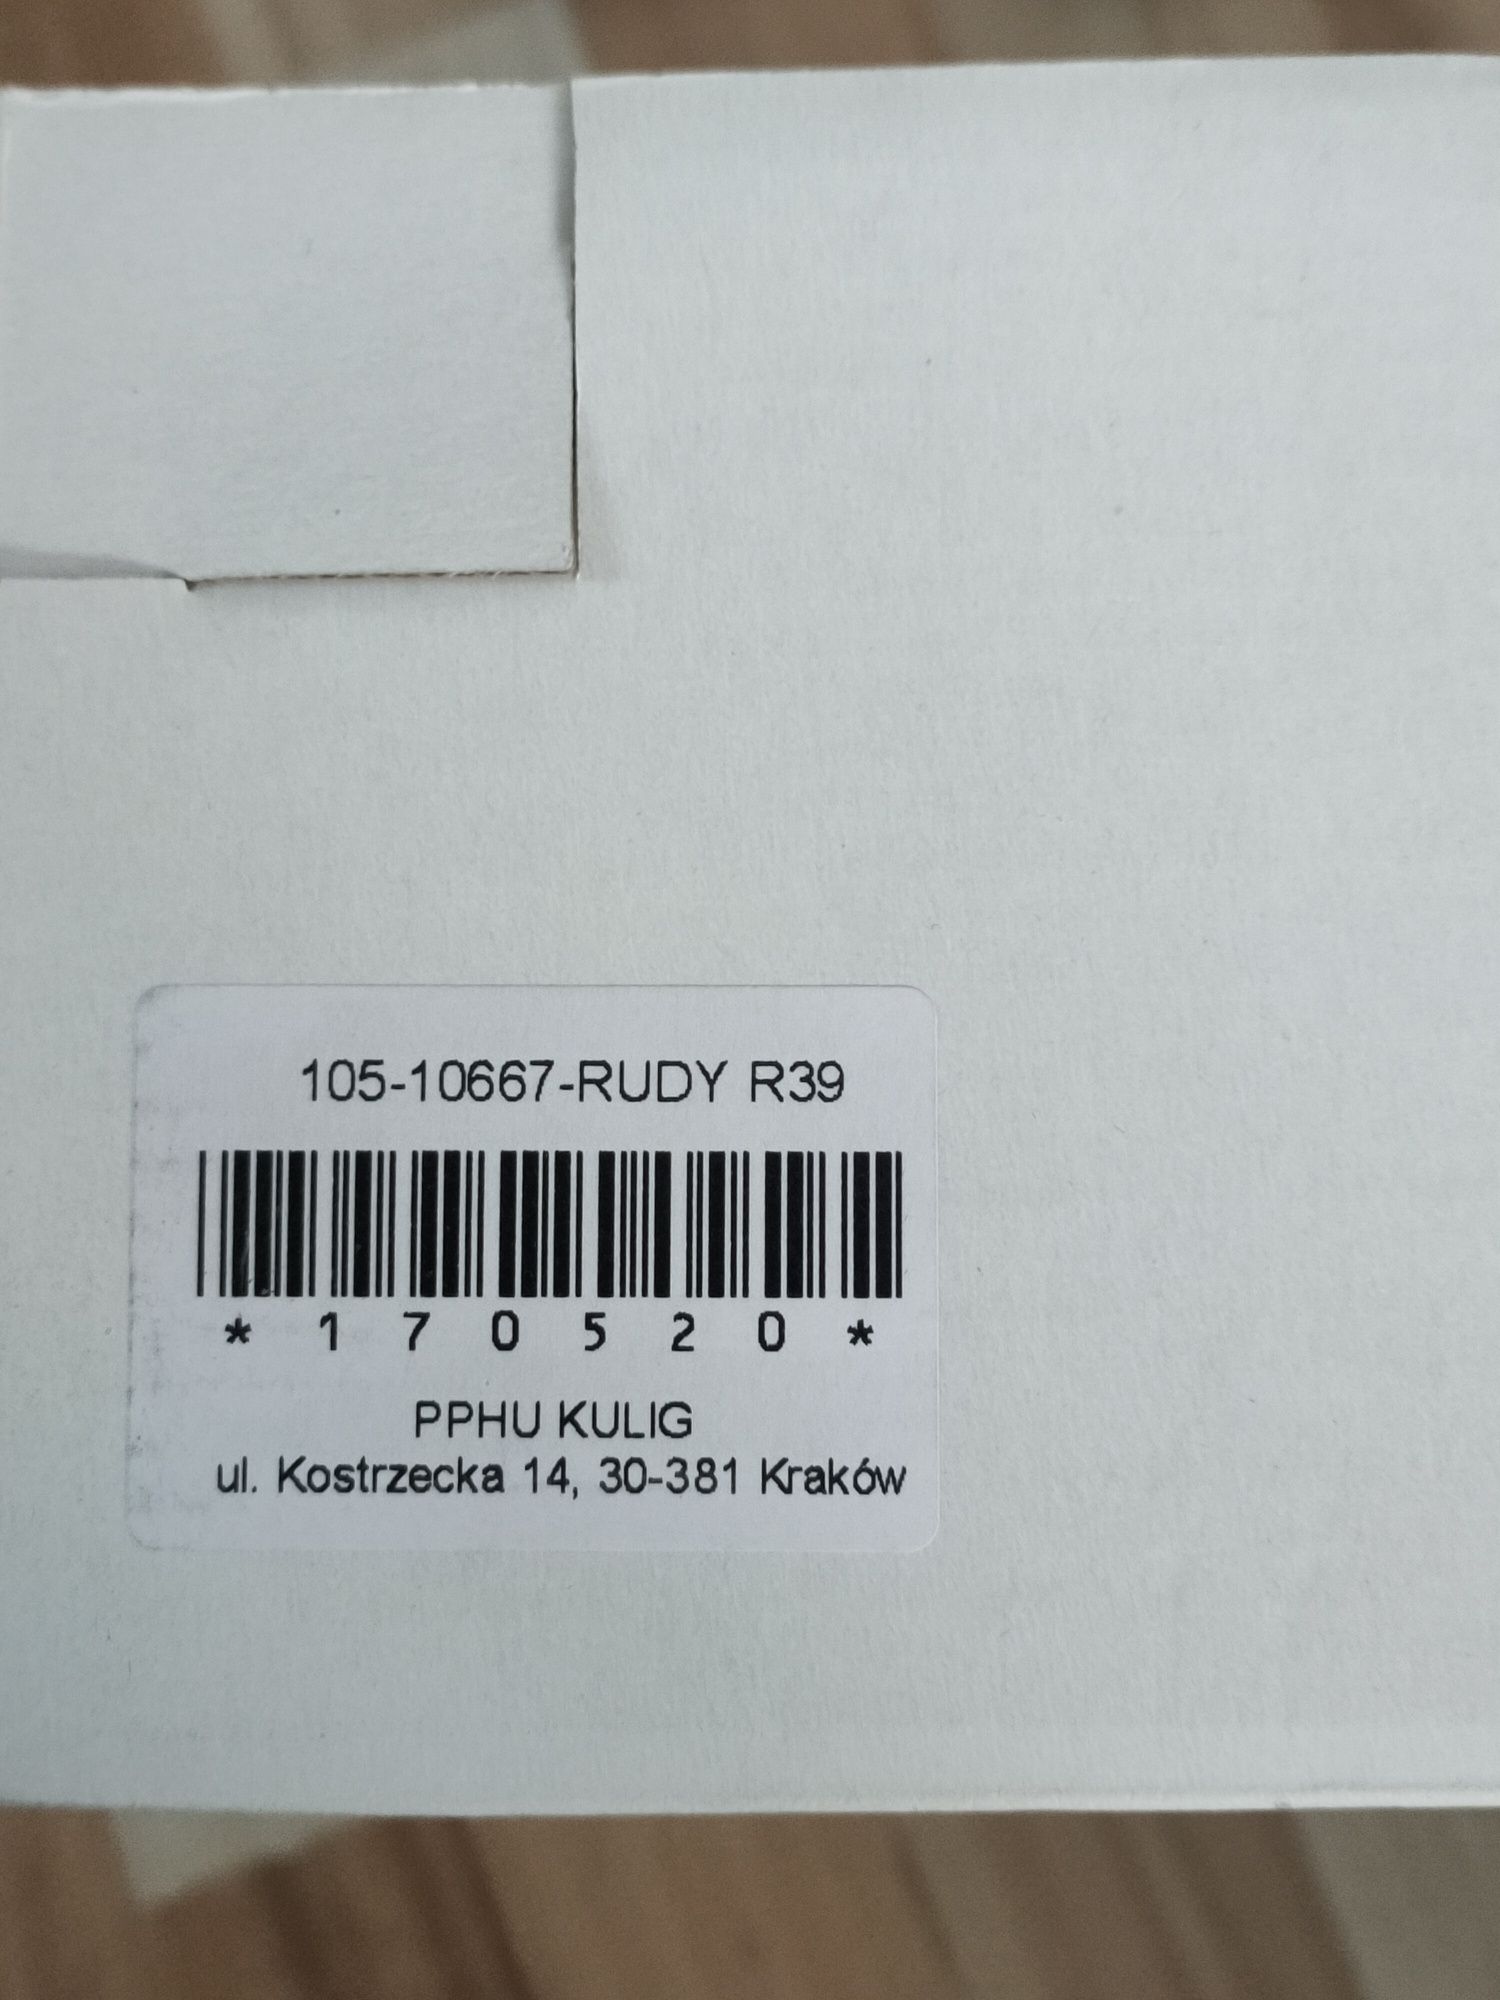 105-10667-RUDY R39
*170520*
PPHU KULIG
ul. Kostrzecka 14, 30-381 Kraków